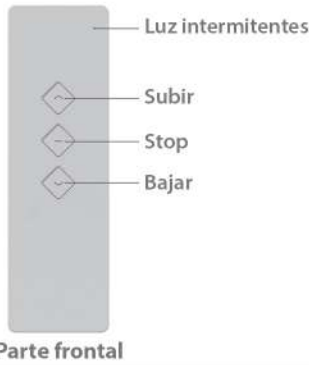 Luz intermitentes
Subir
Stop
Bajar
Parte frontal